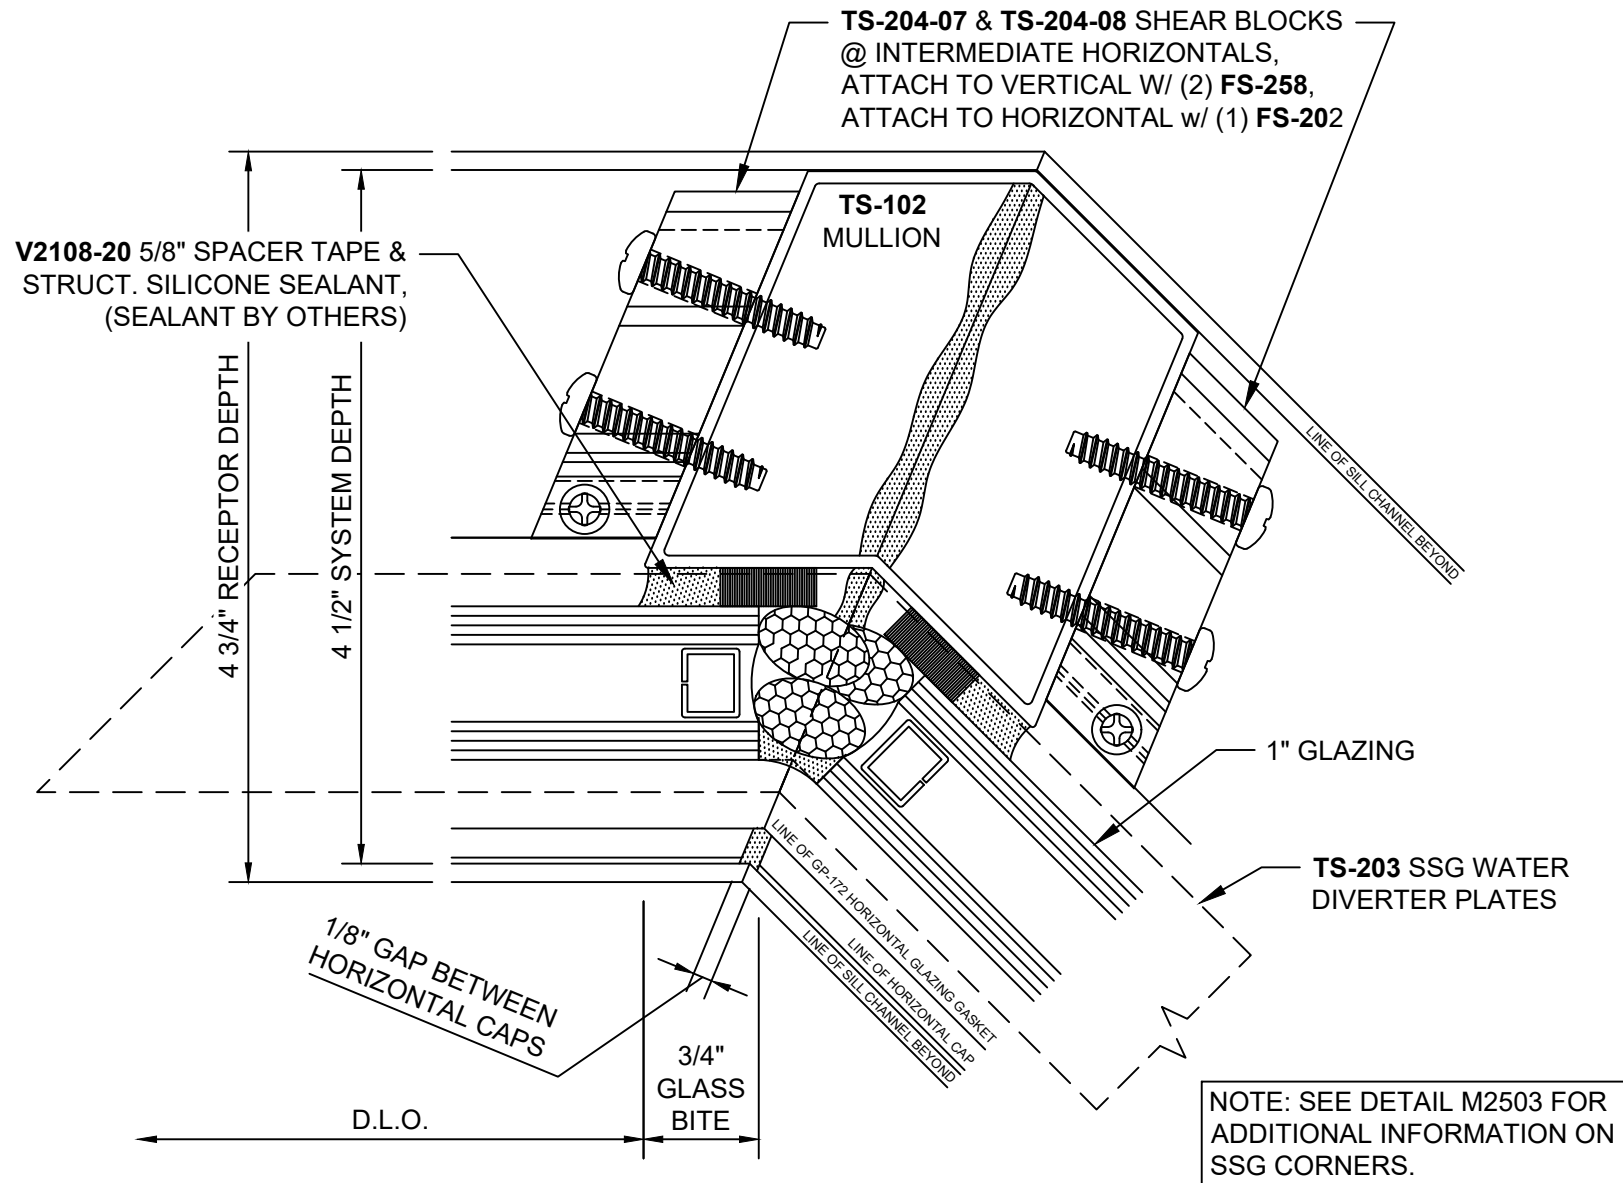 TS-204-07 & TS-204-08 SHEAR BLOCKS
@ INTERMEDIATE HORIZONTALS,
ATTACH TO VERTICAL W/ (2) FS-258,
ATTACH TO HORIZONTAL w/ (1) FS-202
TS-102
MULLION
V2108-20 5/8" SPACER TAPE &
STRUCT. SILICONE SEALANT,
(SEALANT BY OTHERS)
4 3/4" RECEPTOR DEPTH
4 1/2" SYSTEM DEPTH
LINE OF SILL CHANNEL BEYOND
1" GLAZING
TS-203 SSG WATER
DIVERTER PLATES
LINE OF GP-172 HORIZONTAL GLAZING GASKET
LINE OF HORIZONTAL CAP
LINE OF SILL CHANNEL BEYOND
1/8" GAP BETWEEN
HORIZONTAL CAPS
3/4"
GLASS
BITE
D.L.O.
NOTE: SEE DETAIL M2503 FOR
ADDITIONAL INFORMATION ON
SSG CORNERS.